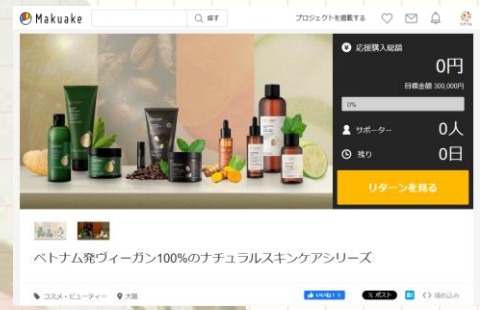 Makuake
探す
プロジェクトを掲載する
応援購入総額
0円
目標金額 300,000円
0%
サポーター 0人
残り 0日
リターンを見る
ベトナム発ヴィーガン100%のナチュラルスキンケアシリーズ
コスメ・ビューティー 大阪
ポスト 埋め込み